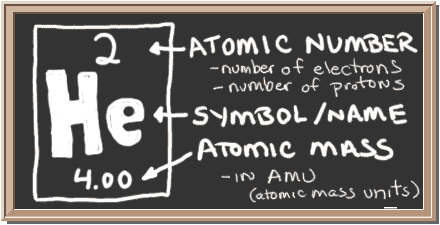 2
ATOMIC NUMBER
-number of electrons
-number of protons
He
SYMBOL/NAME
ATOMIC MASS
4.00
-IN AMU
(atomic mass units)